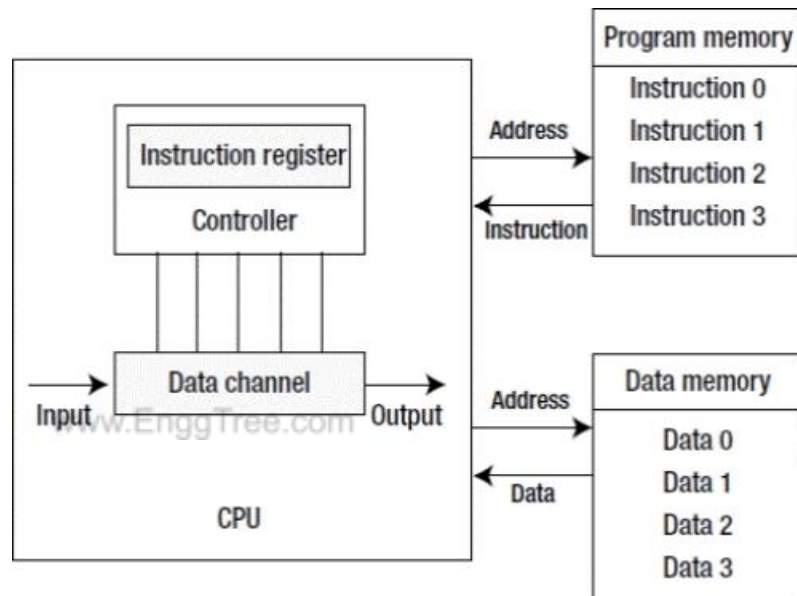 Program memory
Instruction 0
Instruction 1
Instruction 2
Instruction 3
Address
Instruction
Instruction register
Controller
Data channel
Input
Output
www.EnggTree.com
CPU
Address
Data
Data memory
Data 0
Data 1
Data 2
Data 3